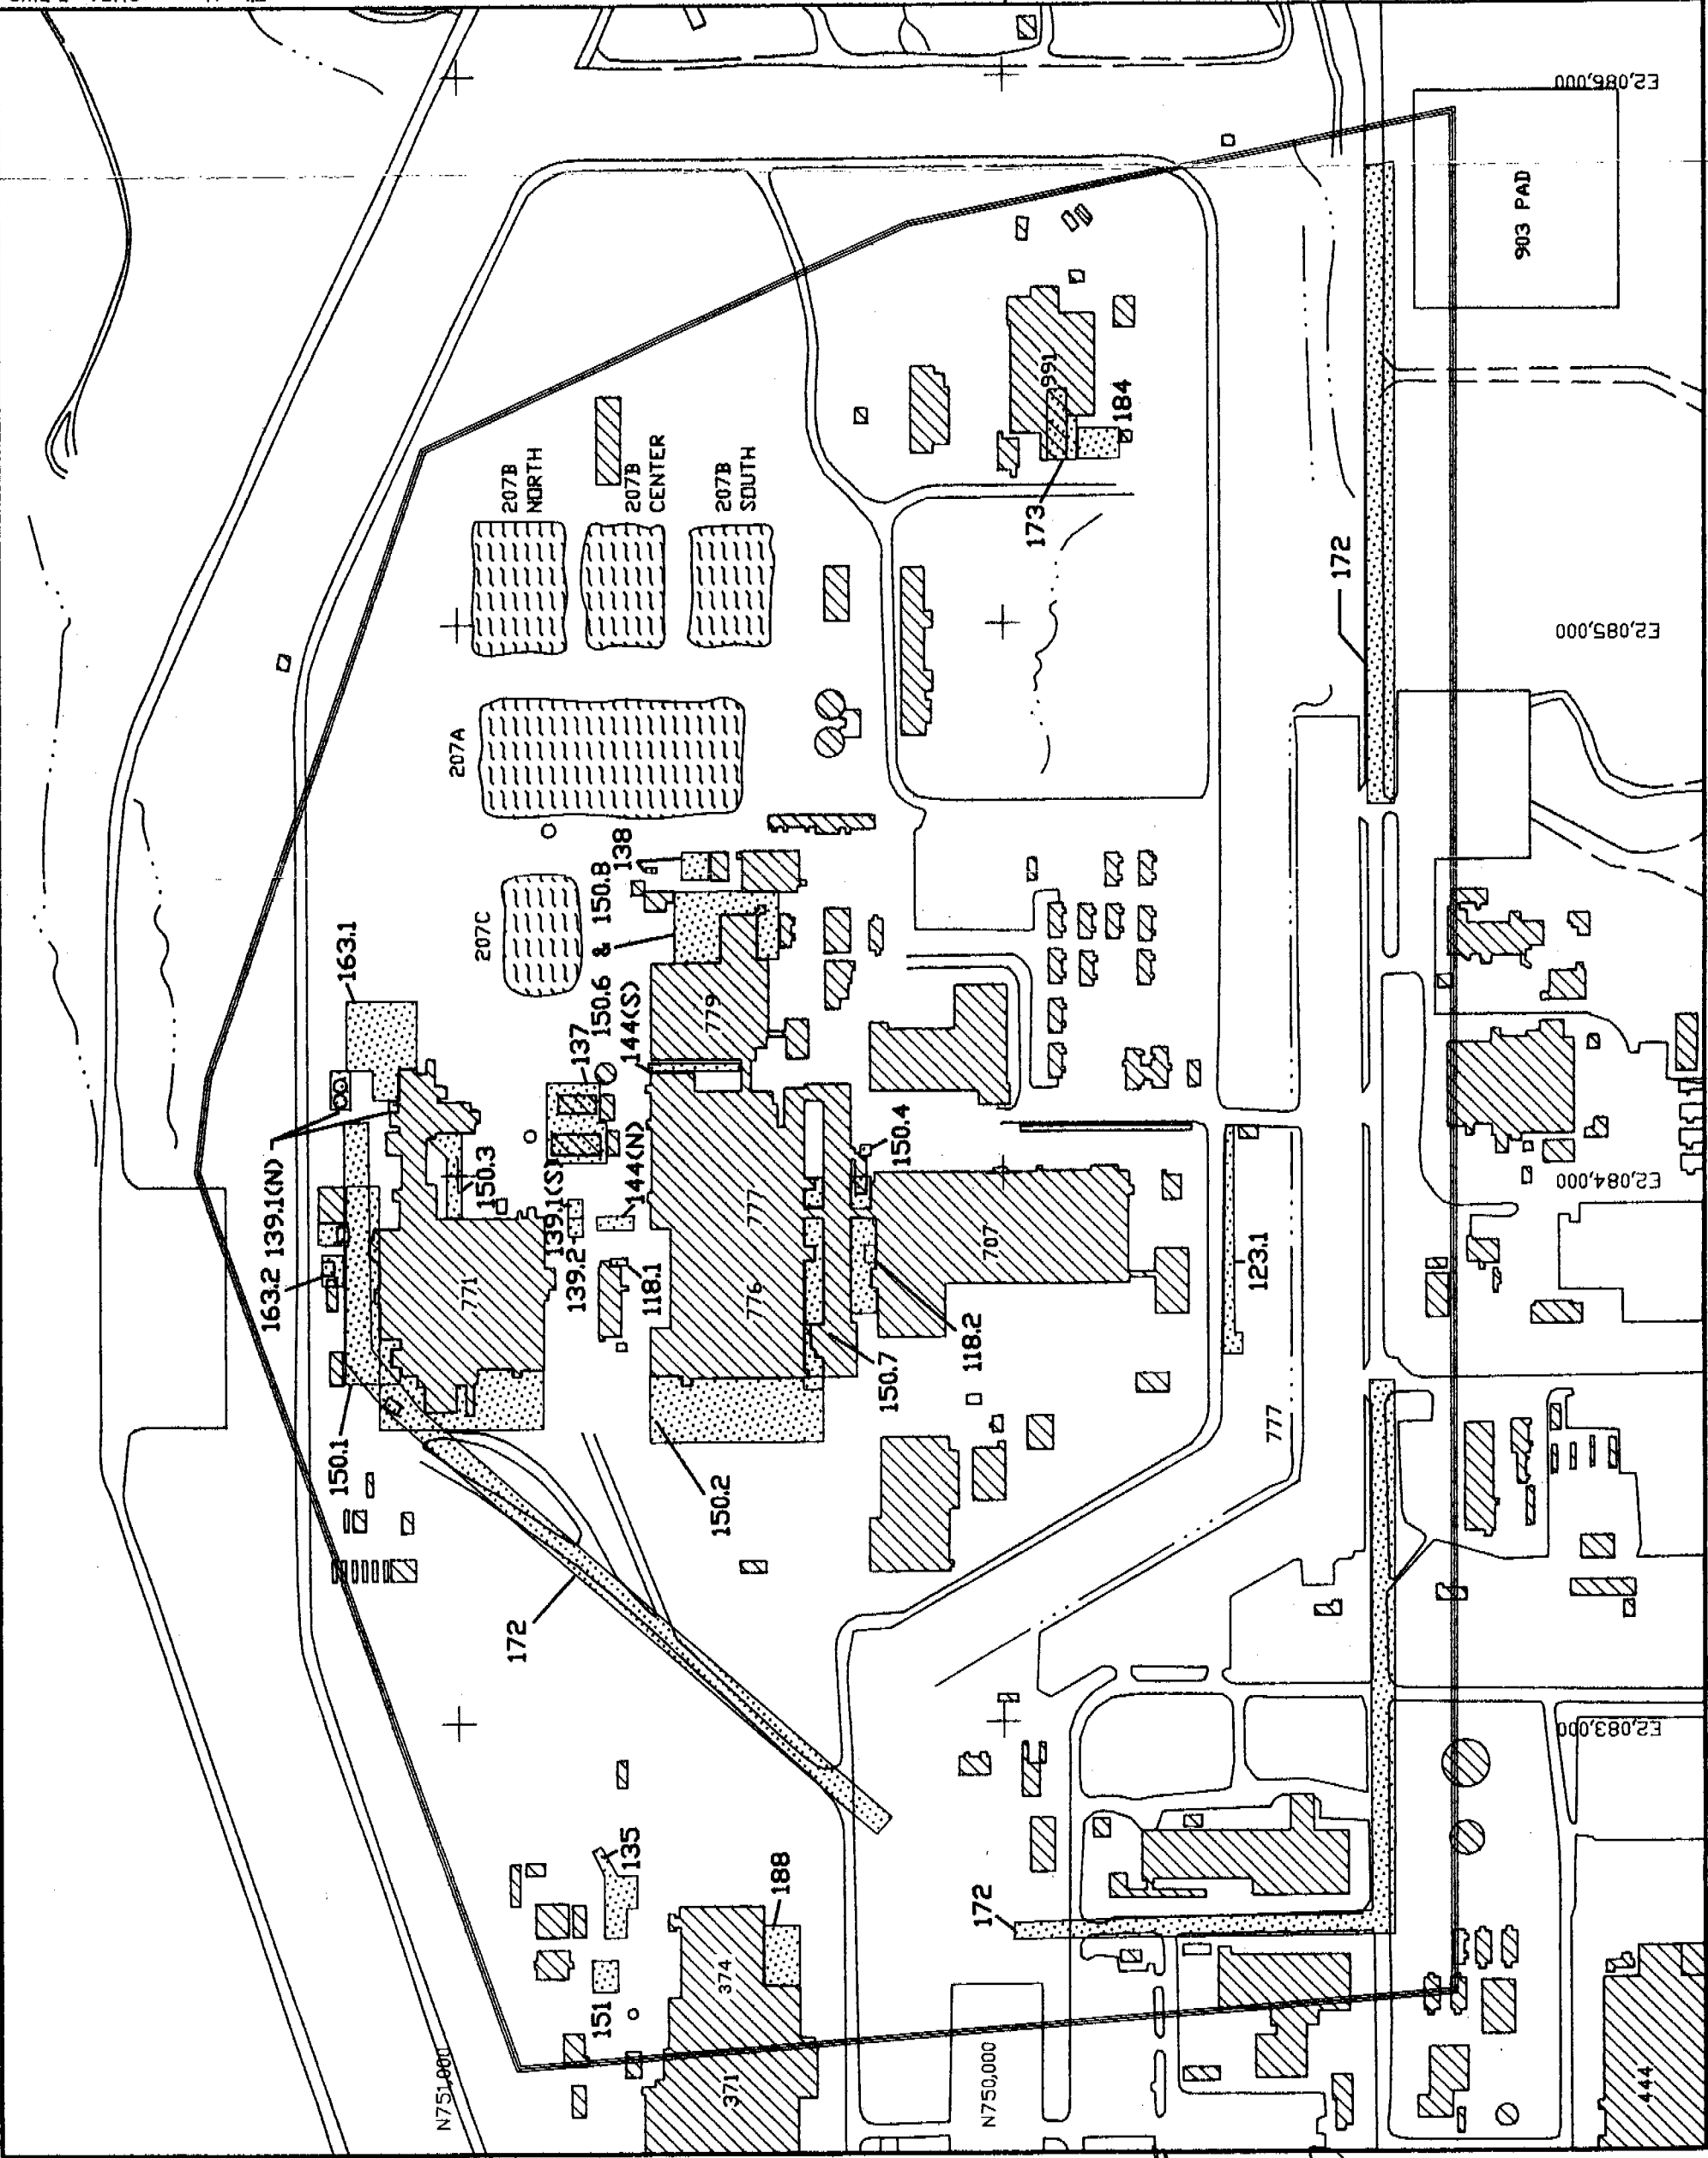 E2,086,000
903 PAD
991
184
173
207B
NORTH
207B
CENTER
207B
SOUTH
172
E2,085,000
207A
138
150.6 & 150.8
207C
163.1
779
144(S)
137
163.2 139.1(N)
150.3
139.1(S)
144(N)
150.4
139.2
118.1
771
777
776
707
123.1
E2,084,000
118.2
150.7
150.1
150.2
777
172
E2,083,000
135
188
172
151
374
371
N751,000
N750,000
444